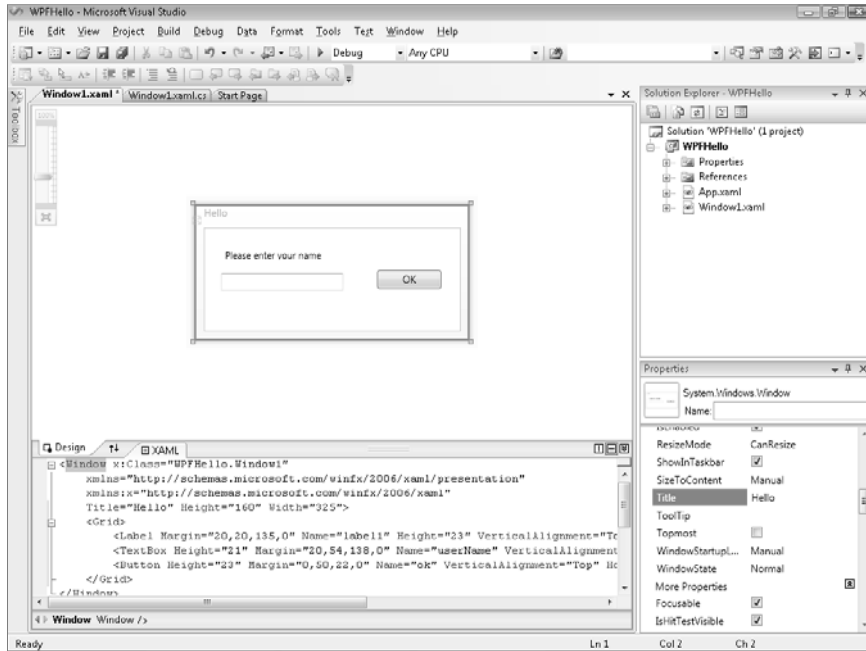 WPFHello - Microsoft Visual Studio
File Edit View Project Build Debug Data Format Tools Test Window Help
Debug Any CPU
Toolbox
Window1.xaml * Window1.xaml.cs Start Page
100%
Hello
Please enter your name
OK
Design XAML
<Window x:Class="WPFHello.Window1"
xmlns="http://schemas.microsoft.com/winfx/2006/xaml/presentation"
xmlns:x="http://schemas.microsoft.com/winfx/2006/xaml"
Title="Hello" Height="160" Width="325">
<Grid>
<Label Margin="20,20,135,0" Name="label1" Height="23" VerticalAlignment="To
<TextBox Height="21" Margin="20,54,138,0" Name="userName" VerticalAlignment
<Button Height="23" Margin="0,50,22,0" Name="ok" VerticalAlignment="Top" Ho
</Grid>
</Window>
Window Window />
Solution Explorer - WPFHello
Solution 'WPFHello' (1 project)
WPFHello
Properties
References
App.xaml
Window1.xaml
Properties
System.Windows.Window
Name:
IsEnabled
ResizeMode CanResize
ShowInTaskbar
SizeToContent Manual
Title Hello
ToolTip
Topmost
WindowStartupL... Manual
WindowState Normal
More Properties
Focusable
IsHitTestVisible
Ready Ln 1 Col 2 Ch 2